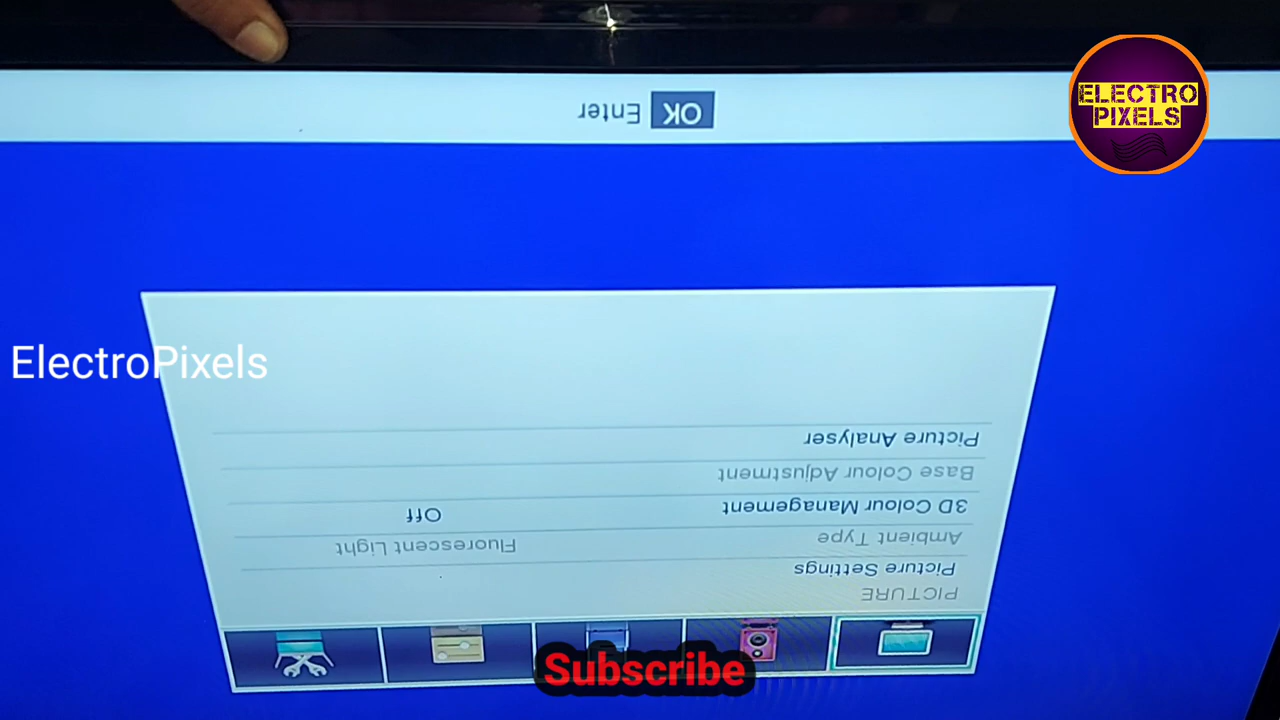 ELECTRO
PIXELS
ElectroPixels
Subscribe
PICTURE
Picture Settings
Ambient Type Fluorescent Light
3D Colour Management Off
Base Colour Adjustment
Picture Analyser
OK Enter